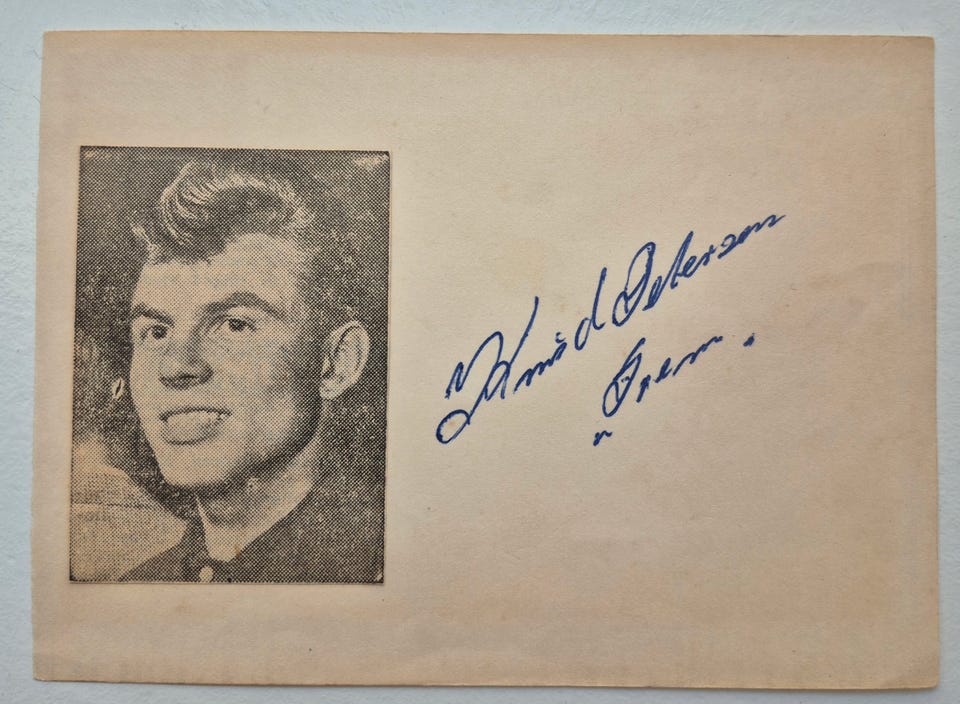 Knud Petersen
„Frem".